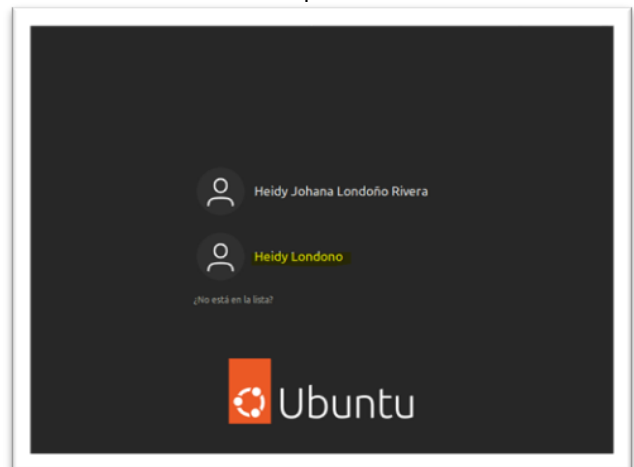 Heidy Johana Londoño Rivera
Heidy Londono
¿No está en la lista?
Ubuntu